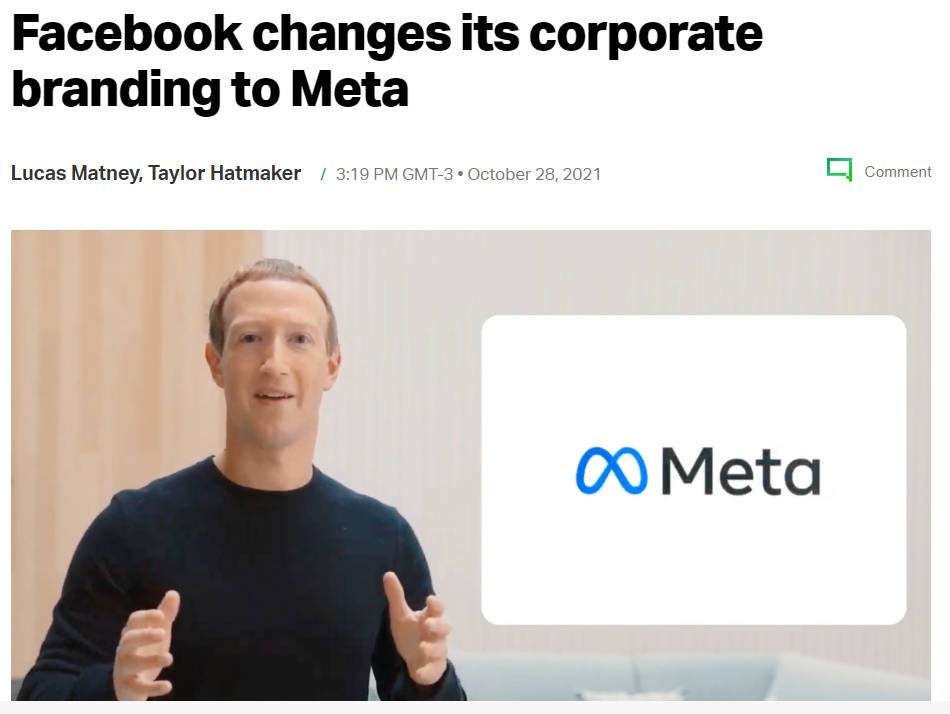 Facebook changes its corporate
branding to Meta
Lucas Matney, Taylor Hatmaker / 3:19 PM GMT-3 • October 28, 2021
Comment
Meta